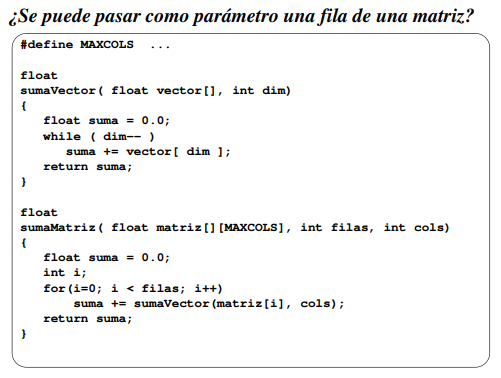 ¿Se puede pasar como parámetro una fila de una matriz?
#define MAXCOLS ...
float
sumaVector( float vector[], int dim)
{
float suma = 0.0;
while ( dim-- )
suma += vector[ dim ];
return suma;
}
float
sumaMatriz( float matriz[][MAXCOLS], int filas, int cols)
{
float suma = 0.0;
int i;
for(i=0; i < filas; i++)
suma += sumaVector(matriz[i], cols);
return suma;
}